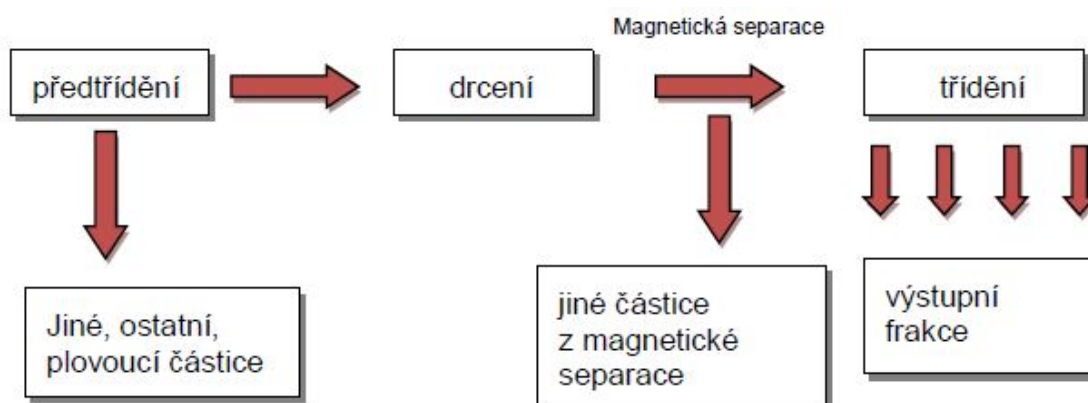 Magnetická separace
předtřídění
drcení
třídění
Jiné, ostatní,
plovoucí částice
jiné částice
z magnetické
separace
výstupní
frakce